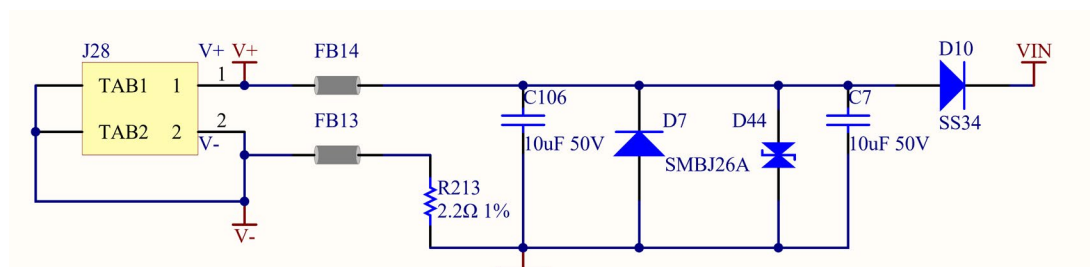 J28
V+ V+
FB14
D10
VIN
TAB1 1
1
C106
C7
TAB2 2
2
V-
FB13
D7
D44
10uF 50V
10uF 50V
SS34
SMBJ26A
R213
2.2Ω 1%
V-